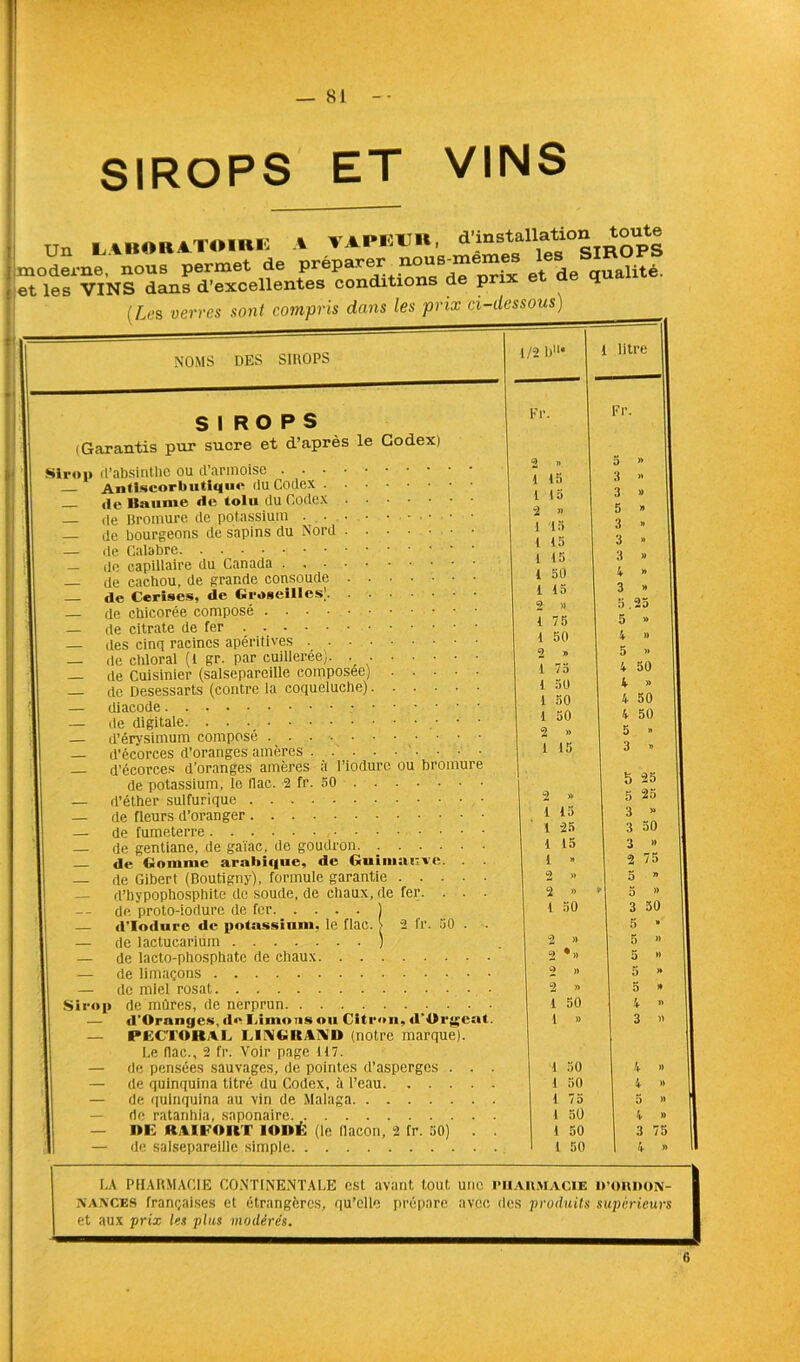 — 81 --
SIROPS ET VINS
Un LABORATOIRE A VAPEUR, d'installation toute
moderne, nous permet de préparer nous-mêmes les SIROPS
et les VINS dans d'excellentes conditions de prix et de qualité.
(Les verres sont compris dans les prix ci-dessous)
NOMS DES SIROPS 1/2 bll° 1 litre
SIROPS Fr. Fr.
(Garantis pur sucre et d'après le Codex)
Sirop d'absinthe ou d'armoise . . . 2 » 5 »
— Antiscorbutique du Codex . . . 1 15 3 »
— de Baume de tolu du Codex . . . 1 15 3 »
— de Bromure de potassium . . . 2 » 5 »
— de bourgeons de sapins du Nord . . . 1 15 3 »
— de Calabre. . . . 1 15 3 »
— de capillaire du Canada . . . 1 15 3 »
— de cachou, de grande consoude . . . 1 50 4 »
— de Cerises, de Groseilles. . . . 1 15 3 »
— de chicorée composé . . . 2 » 5.25
— de citrate de fer . . . 1 75 5 »
— des cinq racines apéritives . . . 1 50 4 »
— de chloral (1 gr. par cuillerée). . . . 2 » 5 »
— de Cuisinier (salsepareille composée) . . . 1 75 4 50
— de Desessarts (contre la coqueluche). . . . 1 50 4 »
— diacode. . . . 1 50 4 50
— de digitale. . . . 1 50 4 50
— d'érysimum composé . . . 2 » 5 »
— d'écorces d'oranges amères . . . 1 15 3 »
— d'écorces d'oranges amères à l'iodure ou bromure
de potassium, le flac. 2 fr. 50 . . . 5 25
— d'éther sulfurique . . . 2 » 5 25
— de fleurs d'oranger . . . 1 15 3 »
— de fumeterre . . . 1 25 3 50
— de gentiane, de gaïac, de goudron. . . . 1 15 3 »
— de Gomme arabique, de Guimauve. . . 1 » 2 75
— de Gibert (Boutigny), formule garantie . . . 2 » 5 »
— d'hypophosphite de soude, de chaux, de fer. . . . 2 » 5 »
-- de proto-iodure de fer. . . . ) 1 50 3 50
— d'Iodure de potassium, le flac. } 2 fr. 50 . . 5 »
— de lactucarium . . . ) 2 » 5 »
— de lacto-phosphate de chaux. . . . 2 » 5 »
— de limaçons . . . 2 » 5 »
— de miel rosat. . . . 2 » 5 »
Sirop de mûres, de nerprun. . . . 1 50 4 »
— d'Oranges, de Limons ou Citron, d'Orgeat. 1 » 3 »
— PECTORAL LINGRAND (notre marque).
Le flac., 2 fr. Voir page 117.
— de pensées sauvages, de pointes d'asperges . . . 1 50 4 »
— de quinquina titré du Codex, à l'eau. . . . 1 50 4 »
— de quinquina au vin de Malaga. . . . 1 75 5 »
— de ratanhia, saponaire. . . . 1 50 4 »
— DE RAIFORT IODÉ (le flacon, 2 fr. 50) . . 1 50 3 75
— de salsepareille simple. . . . 1 50 4 »
LA PHARMACIE CONTINENTALE est avant tout une PHARMACIE D'ORDON-
NANCES françaises et étrangères, qu'elle prépare avec des produits supérieurs
et aux prix les plus modérés.
6